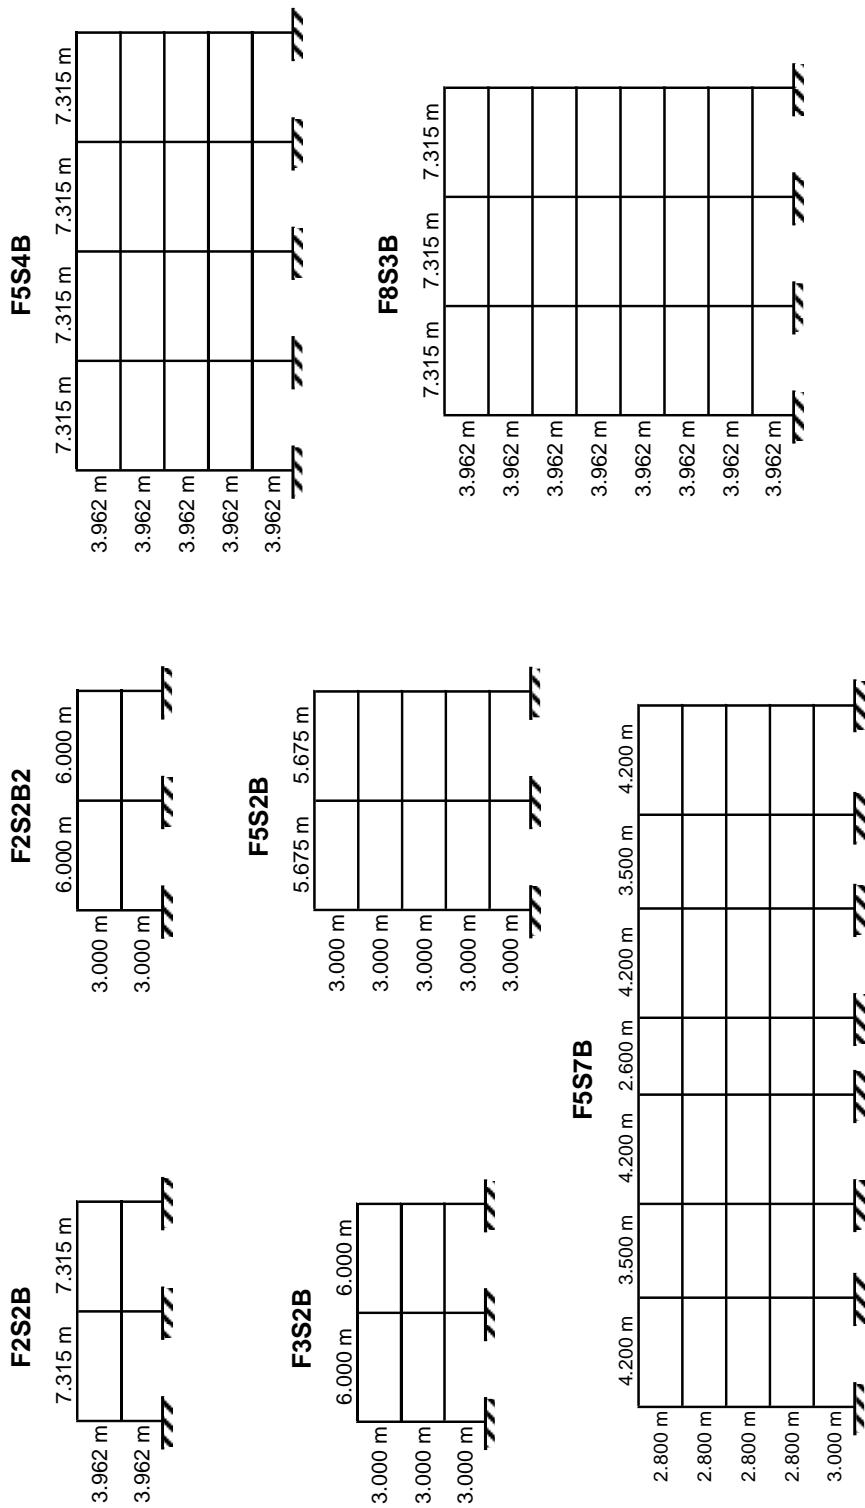 F2S2B
7.315 m 7.315 m
3.962 m
3.962 m
F2S2B2
6.000 m 6.000 m
3.000 m
3.000 m
F5S4B
7.315 m 7.315 m 7.315 m 7.315 m
3.962 m
3.962 m
3.962 m
3.962 m
3.962 m
F3S2B
6.000 m 6.000 m
3.000 m
3.000 m
3.000 m
F5S2B
5.675 m 5.675 m
3.000 m
3.000 m
3.000 m
3.000 m
3.000 m
F8S3B
7.315 m 7.315 m 7.315 m
3.962 m
3.962 m
3.962 m
3.962 m
3.962 m
3.962 m
3.962 m
3.962 m
F5S7B
4.200 m 3.500 m 4.200 m 2.600 m 4.200 m 3.500 m 4.200 m
2.800 m
2.800 m
2.800 m
2.800 m
3.000 m